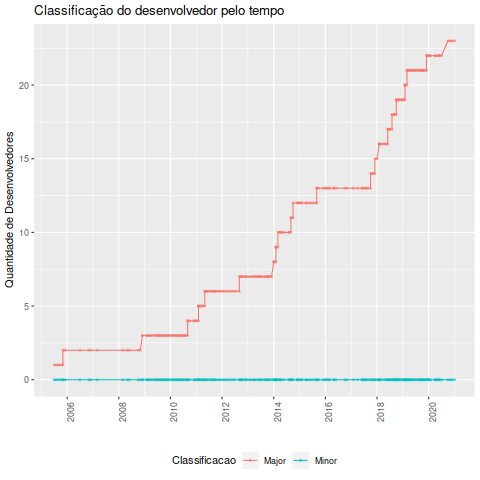 Classificação do desenvolvedor pelo tempo
Quantidade de Desenvolvedores
20
15
10
5
0
2006
2008
2010
2012
2014
2016
2018
2020
Classificacao
Major
Minor